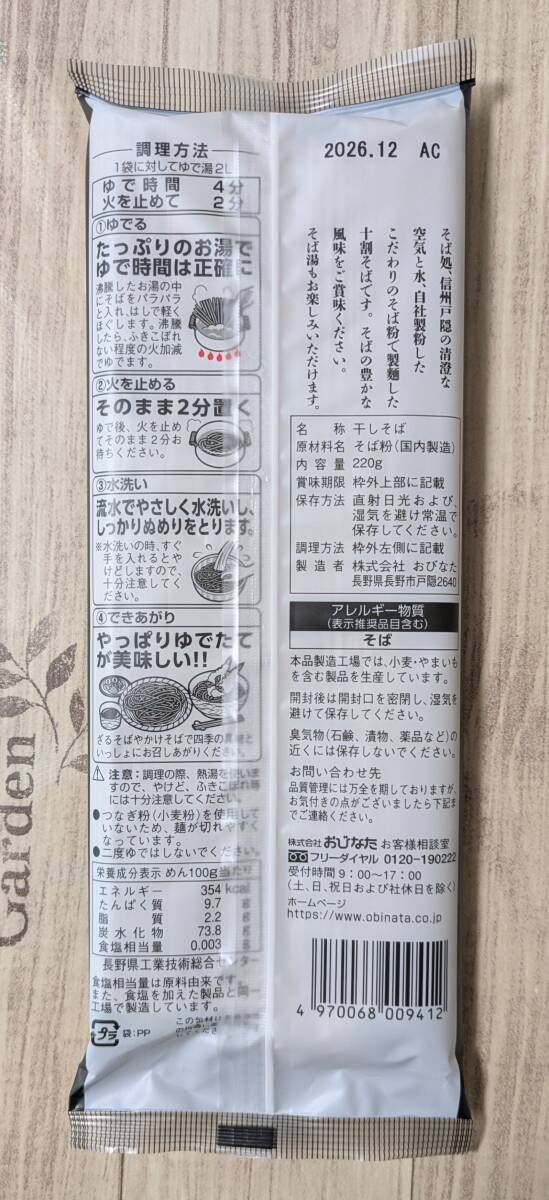 調理方法
1袋に対してゆで湯2L
ゆで時間 4分
火を止めて 2分
①ゆでる
たっぷりのお湯で
ゆで時間は正確に
沸騰したお湯の中
にそばをパラパラ
と入れ、はしで軽く
ほぐします。沸騰
したら、ふきこぼれ
ない程度の火加減
でゆでます。
②火を止める
そのまま2分置く
ゆで後、火を止め
てそのまま2分お
待ちください。
③水洗い
流水でやさしく水洗いし、
しっかりぬめりをとります。
※水洗いの時、すぐ
手を入れるとや
けどしますので、
十分注意してく
ださい。
④できあがり
やっぱりゆでたて
が美味しい!!
ざるそばやかけそばで四季の具材と
いっしょにお召しあがりください。
注意:調理の際、熱湯を使いま
すので、やけど、ふきこぼれ等
には十分注意してください。
●つなぎ粉(小麦粉)を使用して
いないため、麺が切れやすく
なっています。
●二度ゆではしないでください。
栄養成分表示 めん100g当たり
エネルギー 354 kcal
たんぱく質 9.7 g
脂質 2.2 g
炭水化物 73.8 g
食塩相当量 0.003 g
長野県工業技術総合センター
食塩相当量は原料由来です。
また、食塩を加えた製品と同一
工場で製造しています。
プラ 袋:PP
2026.12 AC
そば処、信州戸隠の清澄な
空気と水、自社製粉した
こだわりのそば粉で製麺した
十割そばです。そばの豊かな
風味をご賞味ください。
そば湯もお楽しみいただけます。
名称 干しそば
原材料名 そば粉(国内製造)
内容量 220g
賞味期限 枠外上部に記載
保存方法 直射日光および、
湿気を避け常温で
保存してください。
調理方法 枠外左側に記載
製造者 株式会社 おびなた
長野県長野市戸隠2640
アレルギー物質
(表示推奨品目含む)
そば
本品製造工場では、小麦・やまいも
を含む製品を生産しています。
開封後は開封口を密閉し、湿気を
避けて保存してください。
臭気物(石鹸、漬物、薬品など)の
近くには保存しないでください。
お問い合わせ先
品質管理には万全を期しておりますが、
お気付きの点がございましたら下記ま
でご連絡ください。
株式会社 おびなた お客様相談室
フリーダイヤル 0120-190222
受付時間 9:00〜17:00
(土、日、祝日および社休日を除く)
ホームページ
https://www.obinata.co.jp
4 970068 009412
Garden